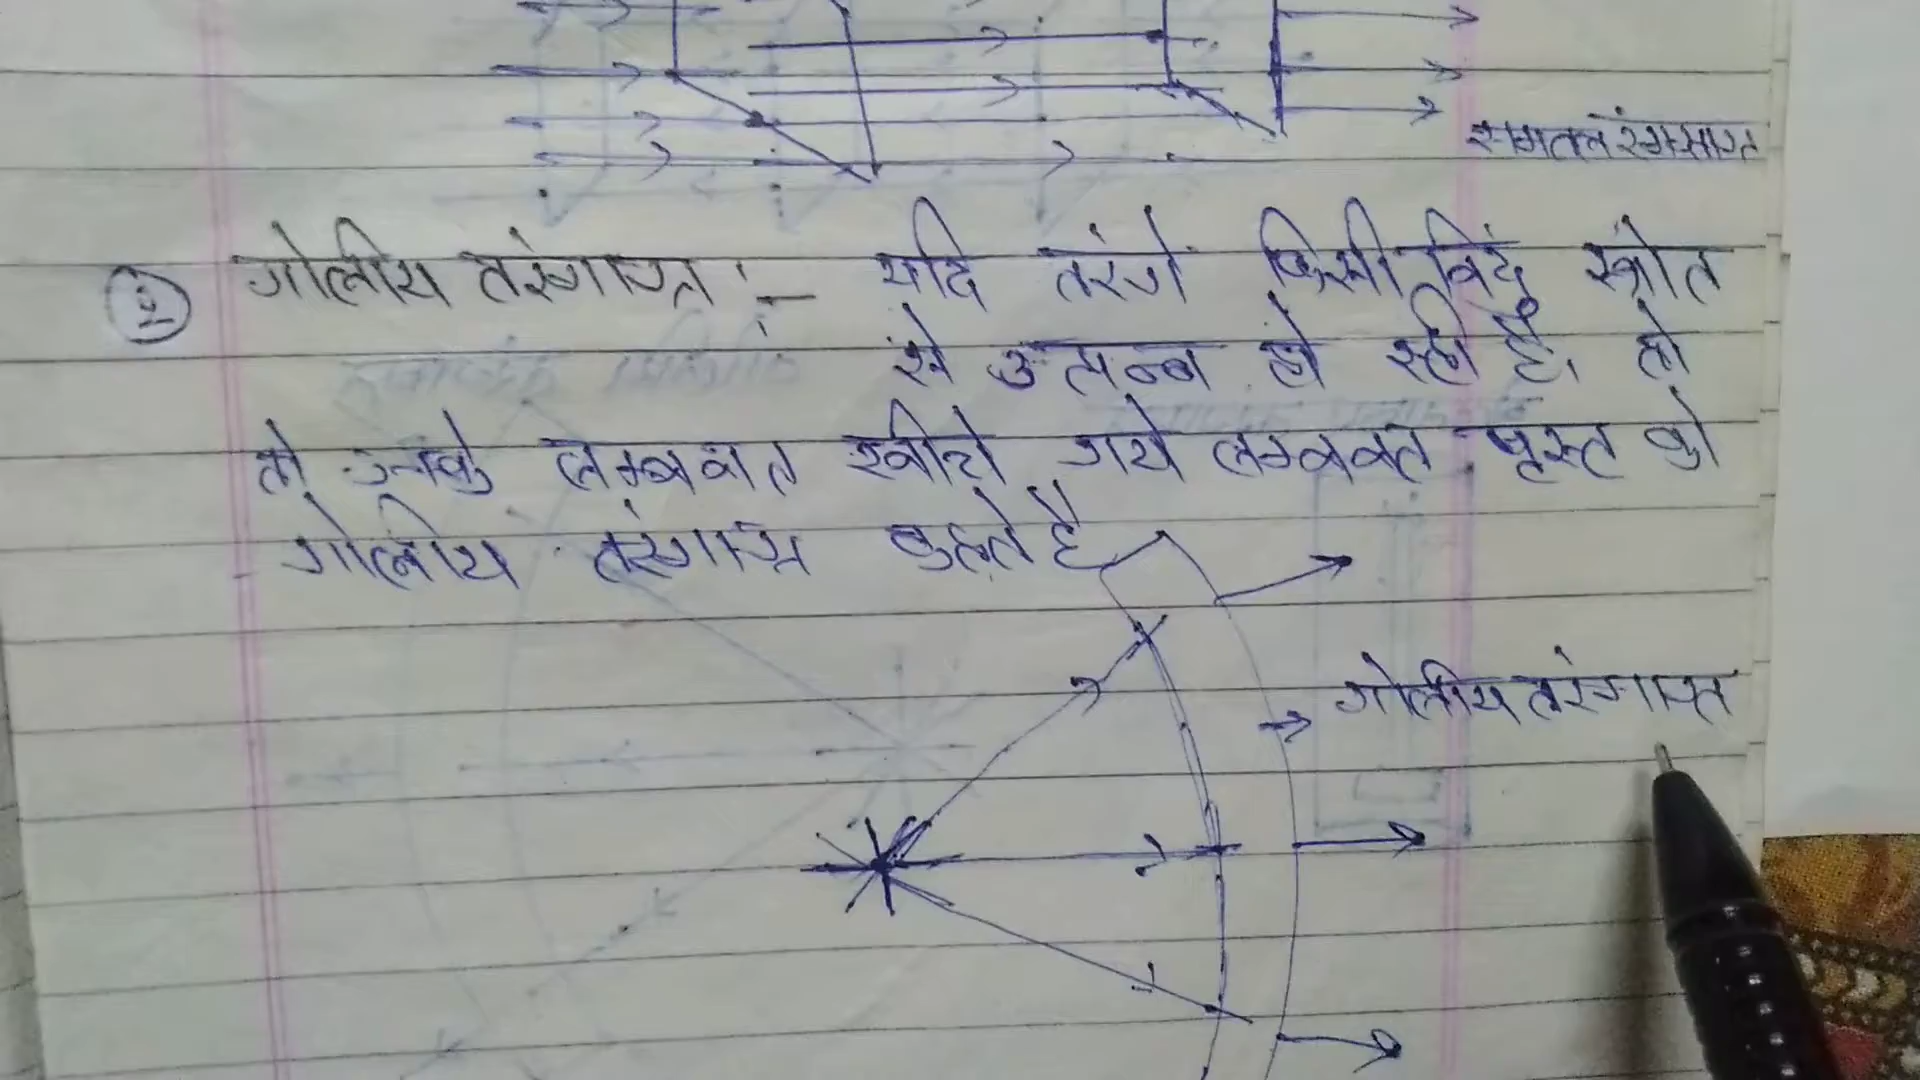 समतल तरंगाग्र
② गोलीय तरंगाग्र :- यदि तरंगे किसी विंदु स्त्रोत
से उत्पन्न हो रही है, तो
तो उनके लम्बवत खींचे गये लम्बवत पृस्त को
गोलीय तरंगाग्र कहते है
गोलीय तरंगाग्र